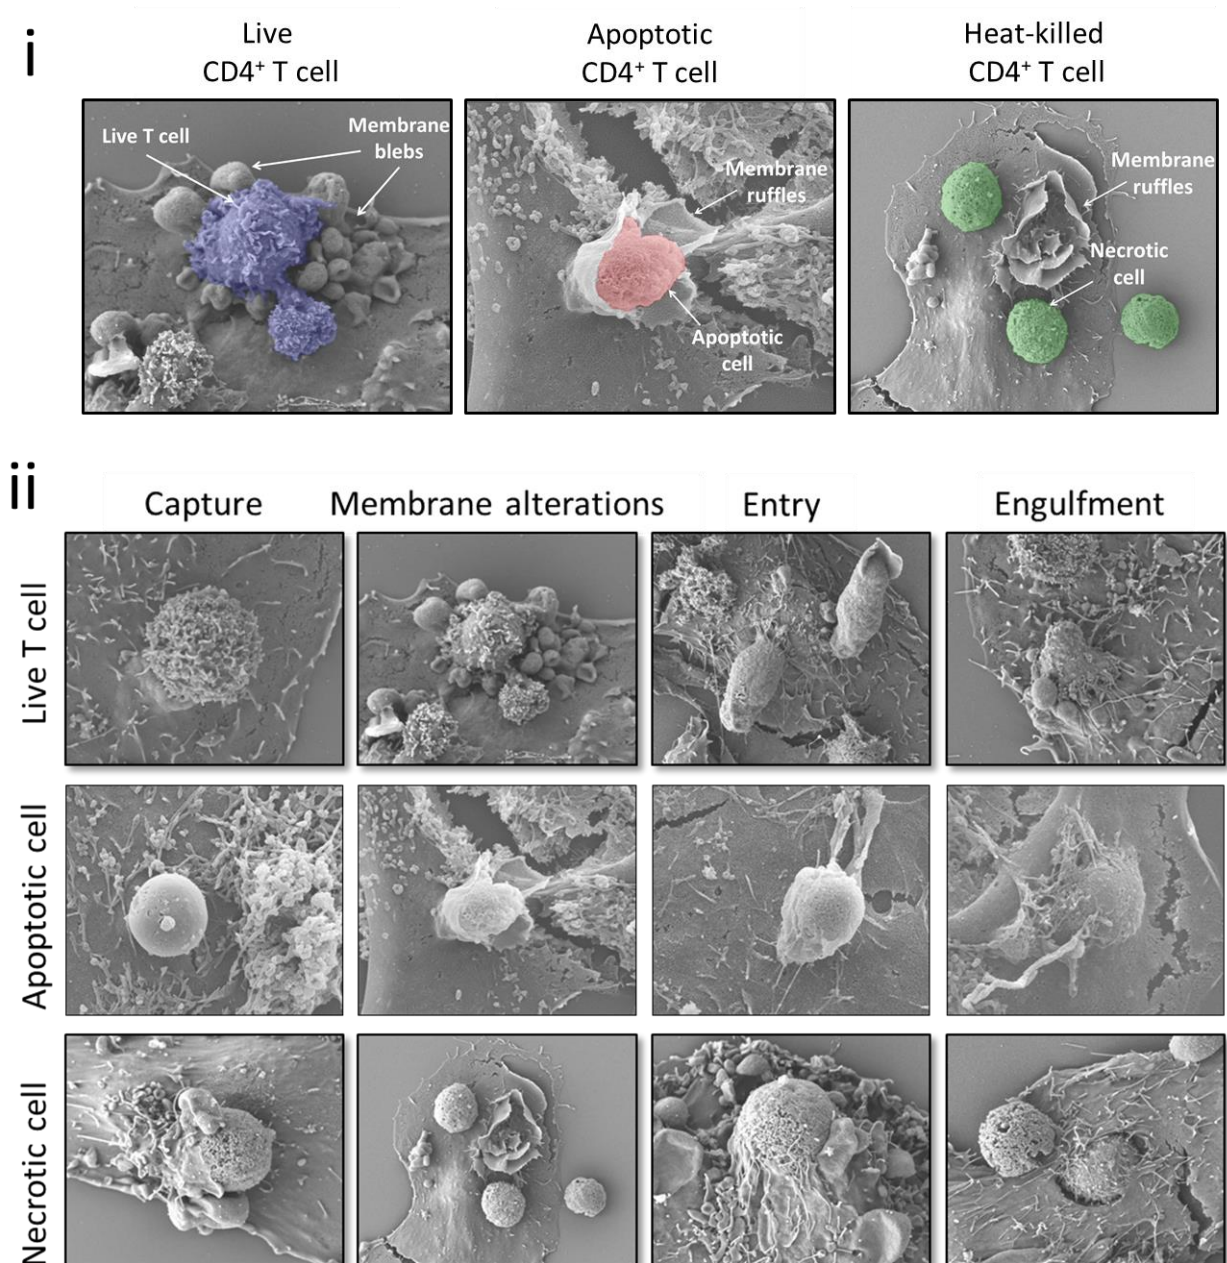 i
Live
CD4⁺ T cell
Apoptotic
CD4⁺ T cell
Heat-killed
CD4⁺ T cell
Live T cell
Membrane
blebs
Membrane
ruffles
Apoptotic
cell
Membrane
ruffles
Necrotic
cell
ii
Capture
Membrane alterations
Entry
Engulfment
Live T cell
Apoptotic cell
Necrotic cell